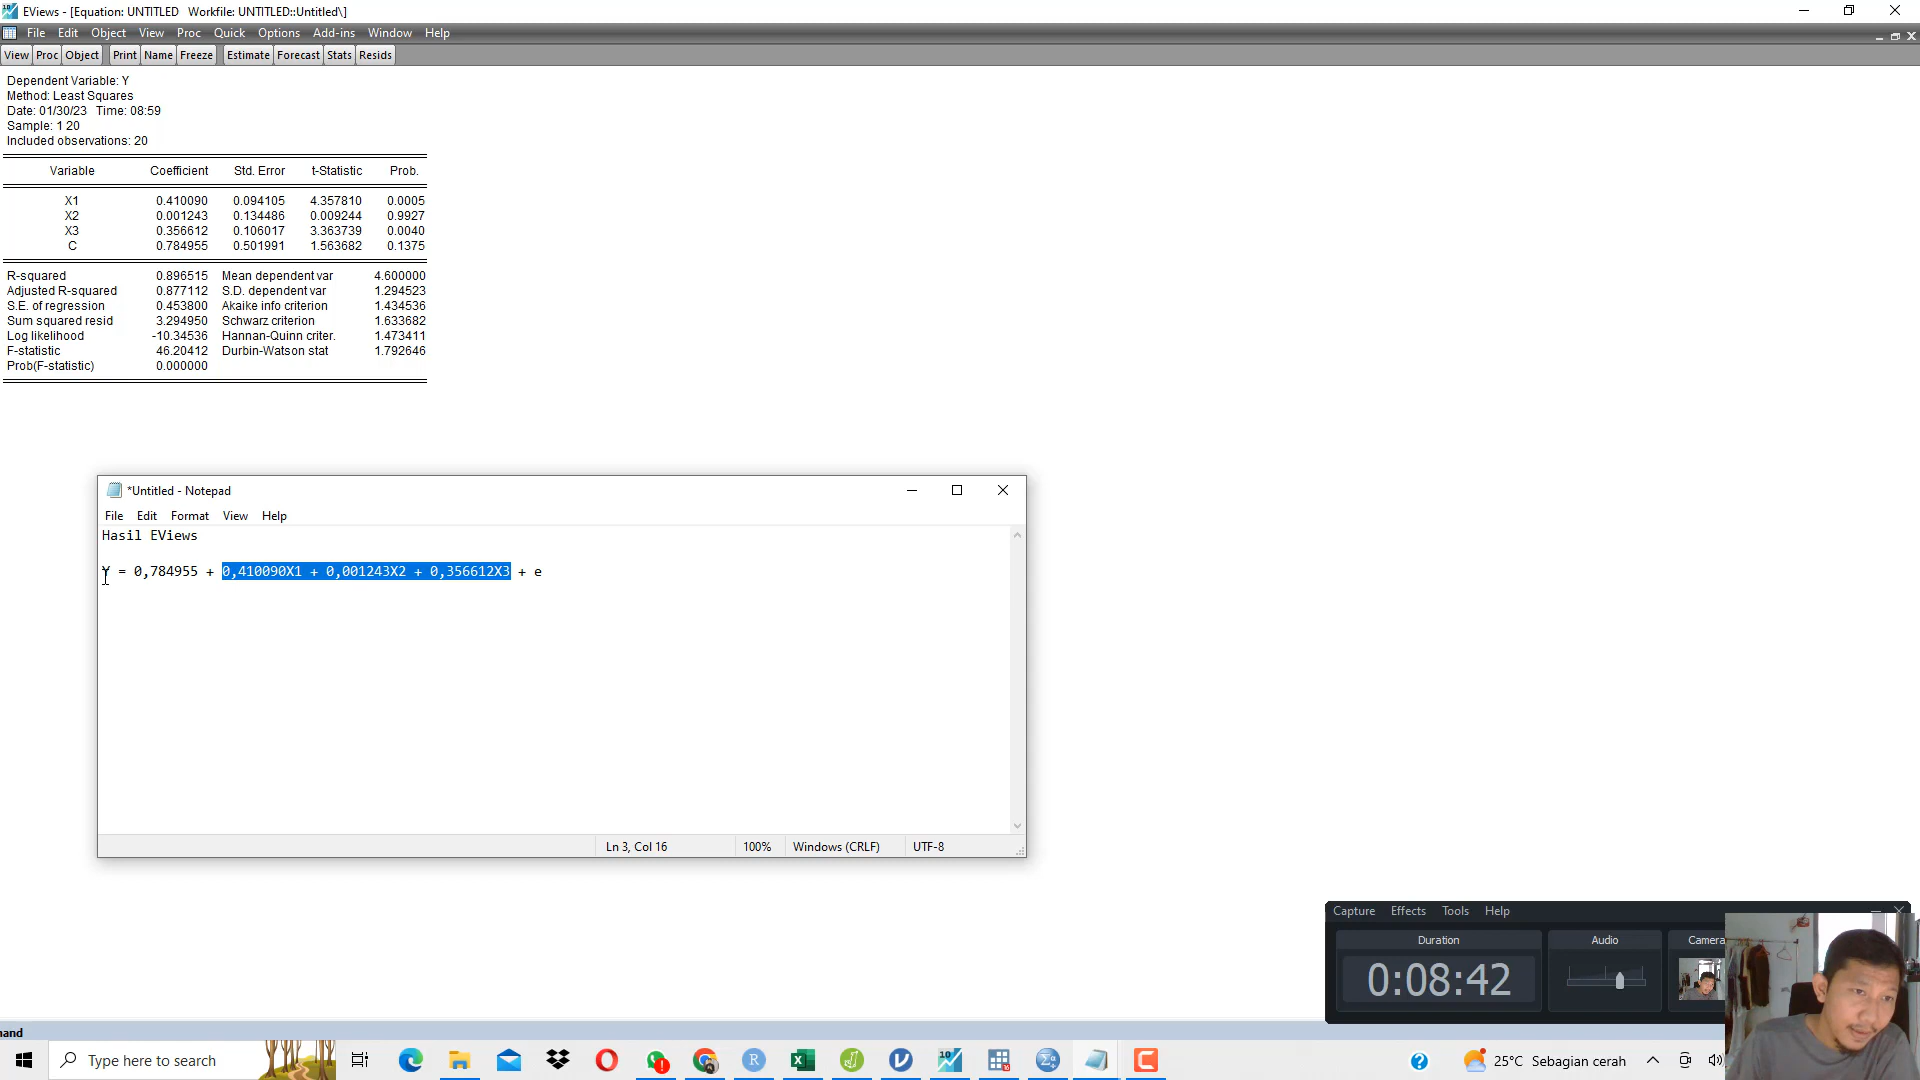 EViews - [Equation: UNTITLED   Workfile: UNTITLED::Untitled\]
File Edit Object View Proc Quick Options Add-ins Window Help
View Proc Object Print Name Freeze Estimate Forecast Stats Resids
Dependent Variable: Y
Method: Least Squares
Date: 01/30/23   Time: 08:59
Sample: 1 20
Included observations: 20
Variable Coefficient Std. Error t-Statistic Prob.
X1 0.410090 0.094105 4.357810 0.0005
X2 0.001243 0.134486 0.009244 0.9927
X3 0.356612 0.106017 3.363739 0.0040
C 0.784955 0.501991 1.563682 0.1375
R-squared 0.896515 Mean dependent var 4.600000
Adjusted R-squared 0.877112 S.D. dependent var 1.294523
S.E. of regression 0.453800 Akaike info criterion 1.434536
Sum squared resid 3.294950 Schwarz criterion 1.633682
Log likelihood -10.34536 Hannan-Quinn criter. 1.473411
F-statistic 46.20412 Durbin-Watson stat 1.792646
Prob(F-statistic) 0.000000
*Untitled - Notepad
File Edit Format View Help
Hasil EViews
Y = 0,784955 + 0,410090X1 + 0,001243X2 + 0,356612X3 + e
Ln 3, Col 16 100% Windows (CRLF) UTF-8
Capture Effects Tools Help
Duration Audio Camera
0:08:42
mand
Type here to search
25°C Sebagian cerah